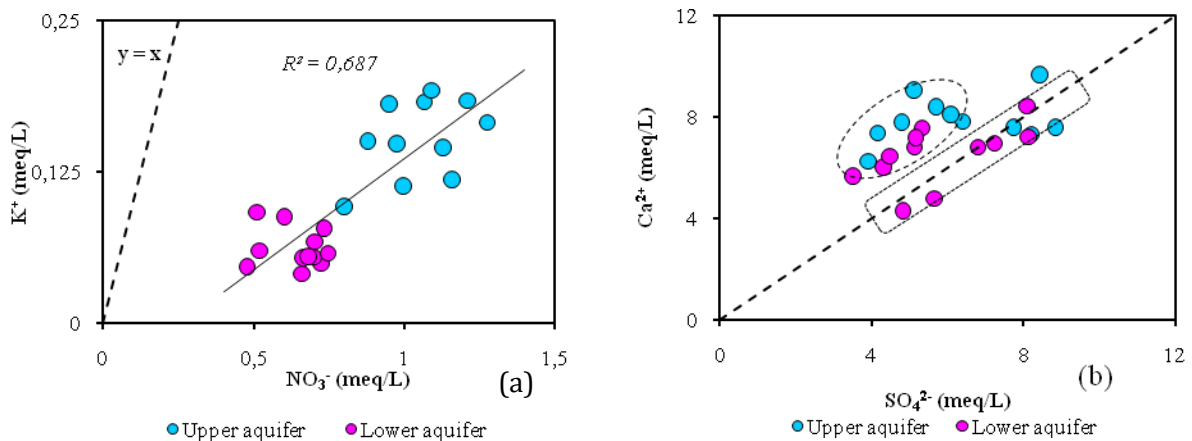 0,25
y = x
R² = 0,687
0,125
K⁺ (meq/L)
0
0 0,5 1 1,5
NO₃⁻ (meq/L)
(a)
Upper aquifer Lower aquifer
12
8
Ca²⁺ (meq/L)
4
0
0 4 8 12
(b)
SO₄²⁻ (meq/L)
Upper aquifer Lower aquifer